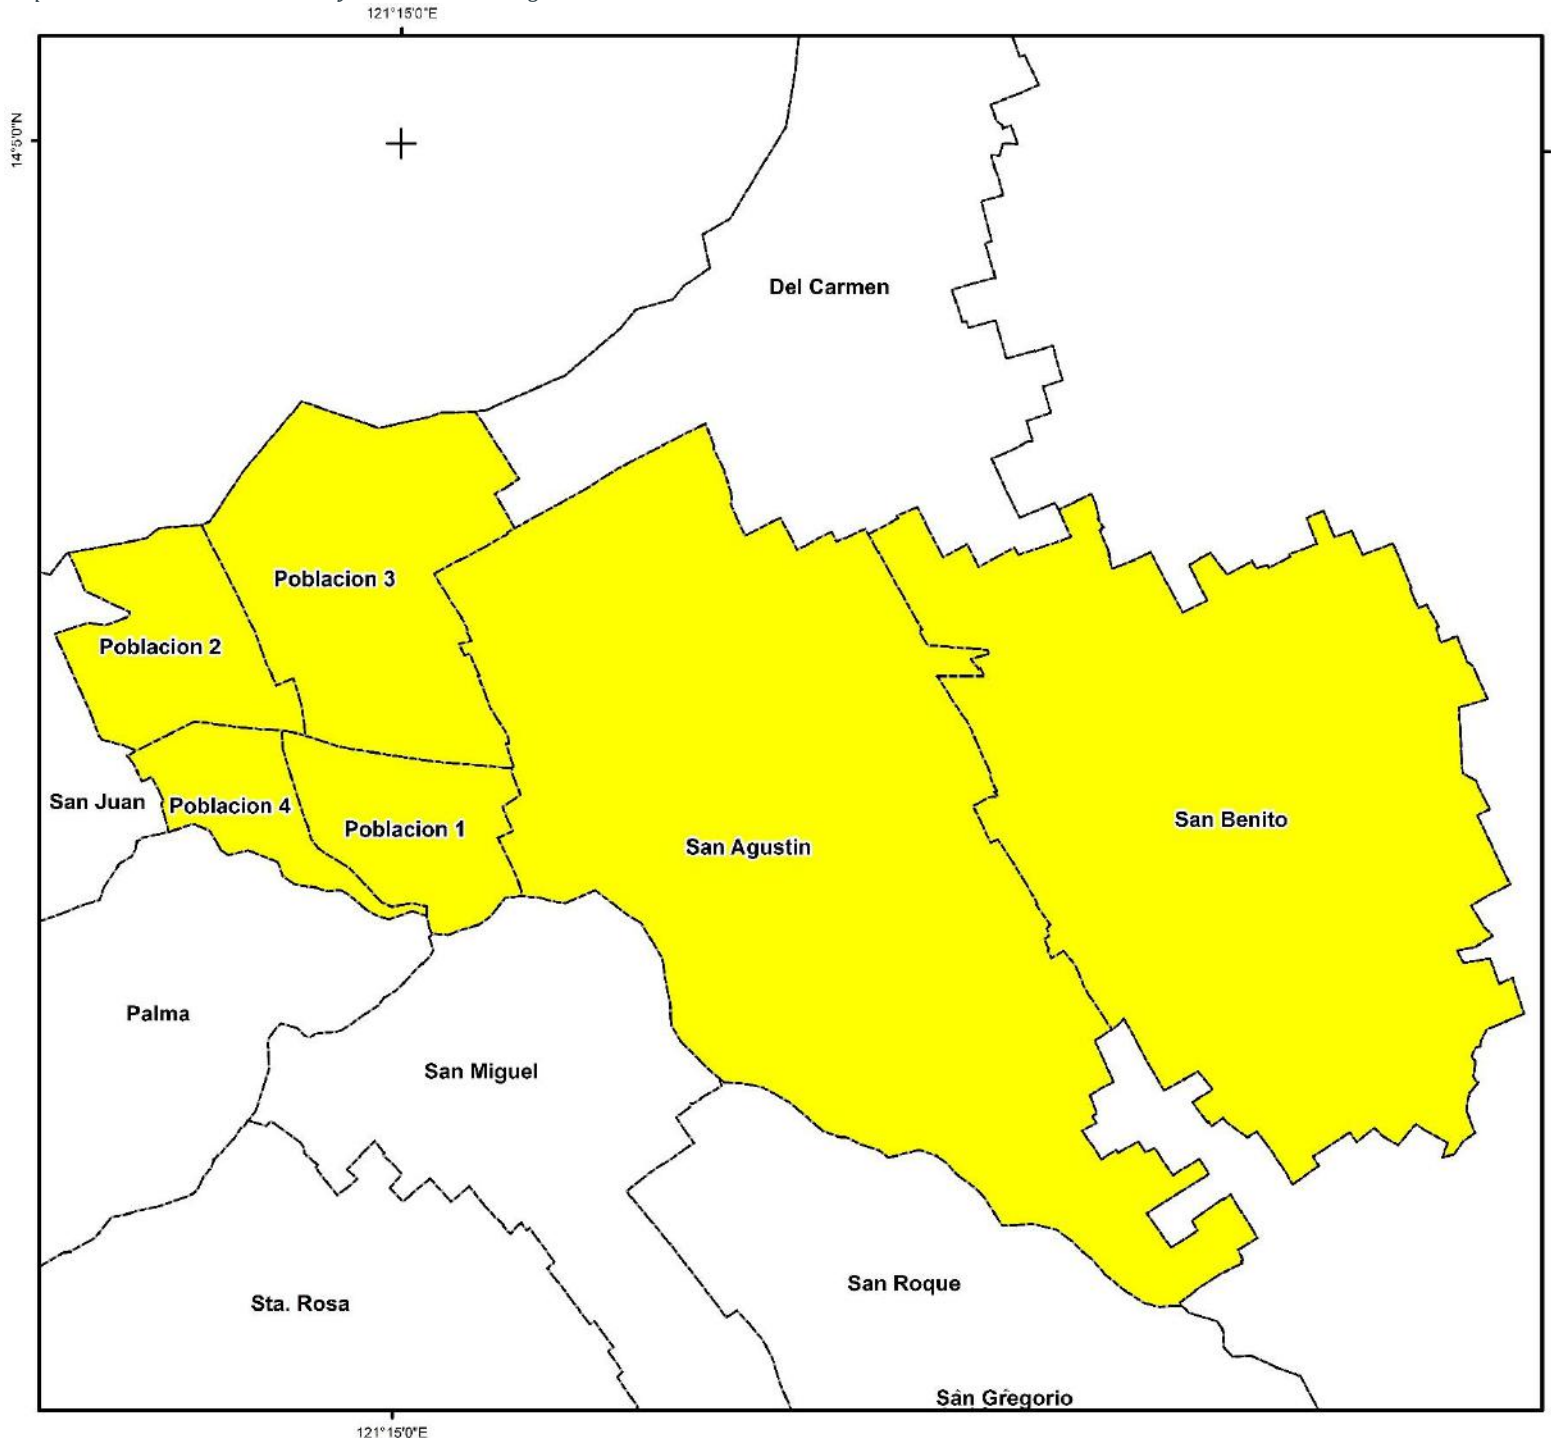 121°15'0"E
14°5'0"N
Del Carmen
Poblacion 3
Poblacion 2
San Juan
Poblacion 4
Poblacion 1
San Agustin
San Benito
Palma
San Miguel
San Roque
Sta. Rosa
San Gregorio
121°15'0"E